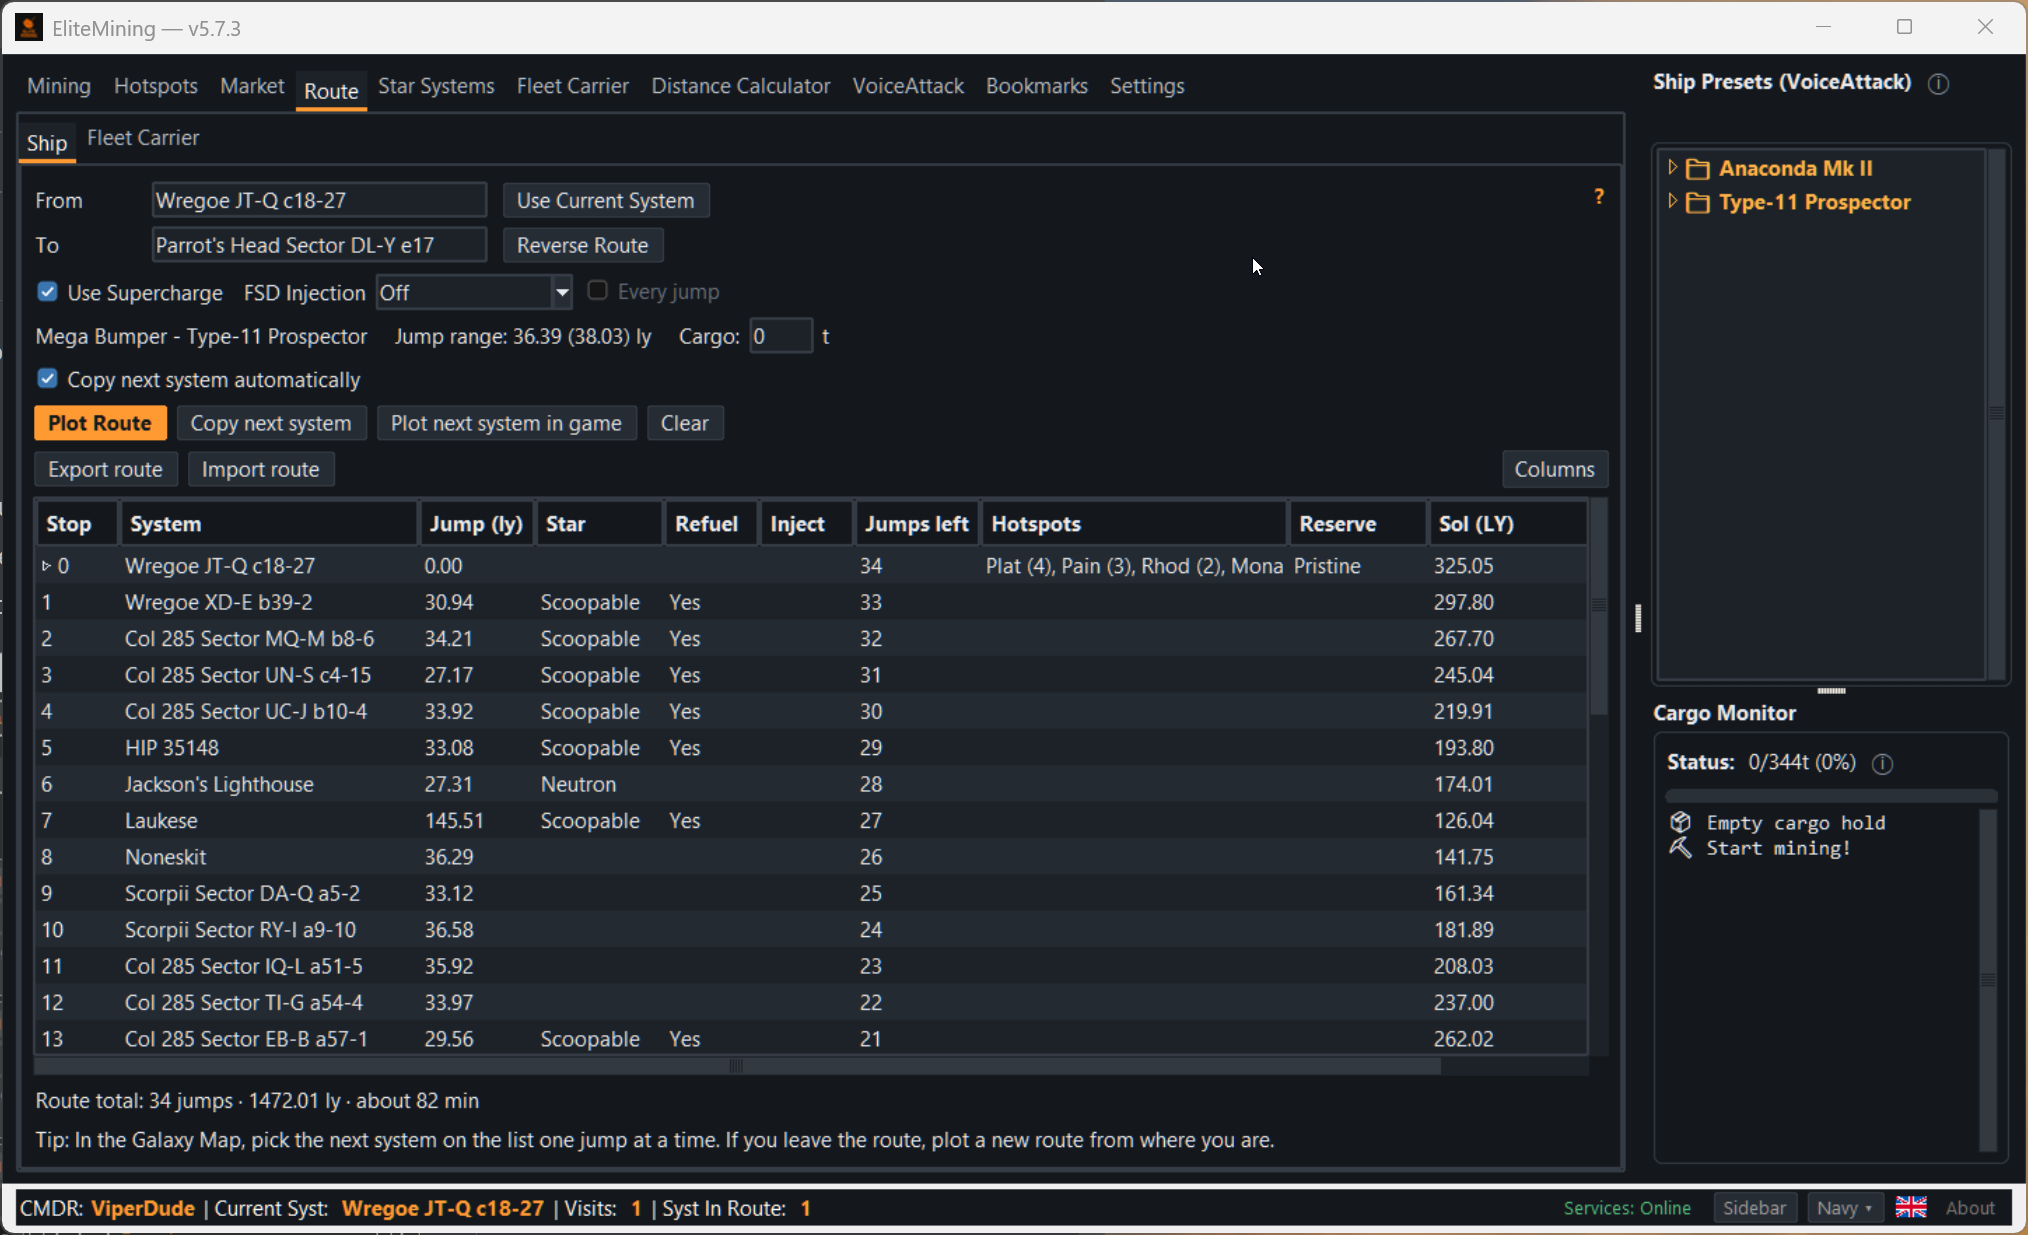 EliteMining — v5.7.3
Mining Hotspots Market Route Star Systems Fleet Carrier Distance Calculator VoiceAttack Bookmarks Settings
Ship Presets (VoiceAttack)
Ship Fleet Carrier
Anaconda Mk II
Type-11 Prospector
From Wregoe JT-Q c18-27 Use Current System ?
To Parrot's Head Sector DL-Y e17 Reverse Route
Use Supercharge FSD Injection Off Every jump
Mega Bumper - Type-11 Prospector Jump range: 36.39 (38.03) ly Cargo: 0 t
Copy next system automatically
Plot Route Copy next system Plot next system in game Clear
Export route Import route Columns
Stop System Jump (ly) Star Refuel Inject Jumps left Hotspots Reserve Sol (LY)
0 Wregoe JT-Q c18-27 0.00 34 Plat (4), Pain (3), Rhod (2), Mona Pristine 325.05
1 Wregoe XD-E b39-2 30.94 Scoopable Yes 33 297.80
2 Col 285 Sector MQ-M b8-6 34.21 Scoopable Yes 32 267.70
3 Col 285 Sector UN-S c4-15 27.17 Scoopable Yes 31 245.04
4 Col 285 Sector UC-J b10-4 33.92 Scoopable Yes 30 219.91
5 HIP 35148 33.08 Scoopable Yes 29 193.80
6 Jackson's Lighthouse 27.31 Neutron 28 174.01
7 Laukese 145.51 Scoopable Yes 27 126.04
8 Noneskit 36.29 26 141.75
9 Scorpii Sector DA-Q a5-2 33.12 25 161.34
10 Scorpii Sector RY-I a9-10 36.58 24 181.89
11 Col 285 Sector IQ-L a51-5 35.92 23 208.03
12 Col 285 Sector TI-G a54-4 33.97 22 237.00
13 Col 285 Sector EB-B a57-1 29.56 Scoopable Yes 21 262.02
Route total: 34 jumps · 1472.01 ly · about 82 min
Tip: In the Galaxy Map, pick the next system on the list one jump at a time. If you leave the route, plot a new route from where you are.
Cargo Monitor
Status: 0/344t (0%)
Empty cargo hold
Start mining!
CMDR: ViperDude | Current Syst: Wregoe JT-Q c18-27 | Visits: 1 | Syst In Route: 1
Services: Online Sidebar Navy About